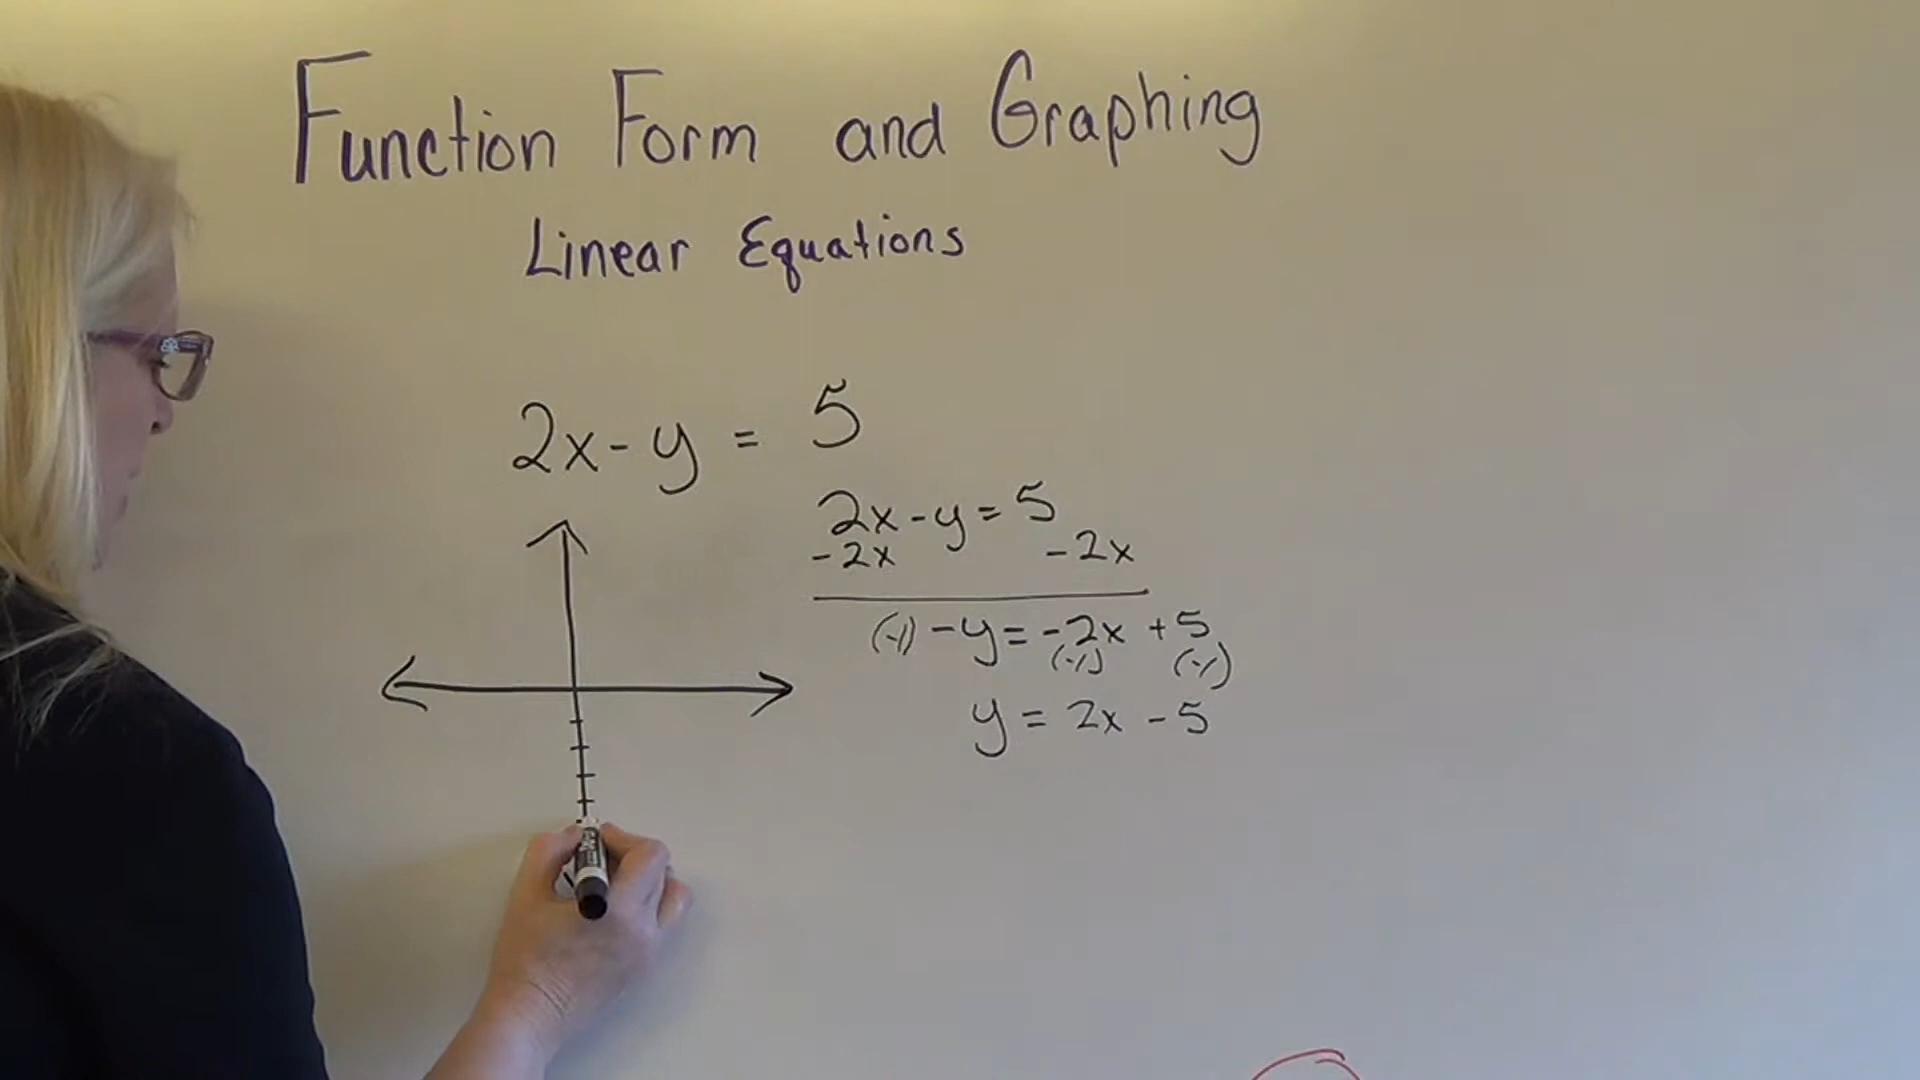 Function Form and Graphing
Linear Equations
2x - y = 5
2x - y = 5
- 2x - 2x
(-1) - y = - 2x + 5
(-1) (-1)
y = 2x - 5